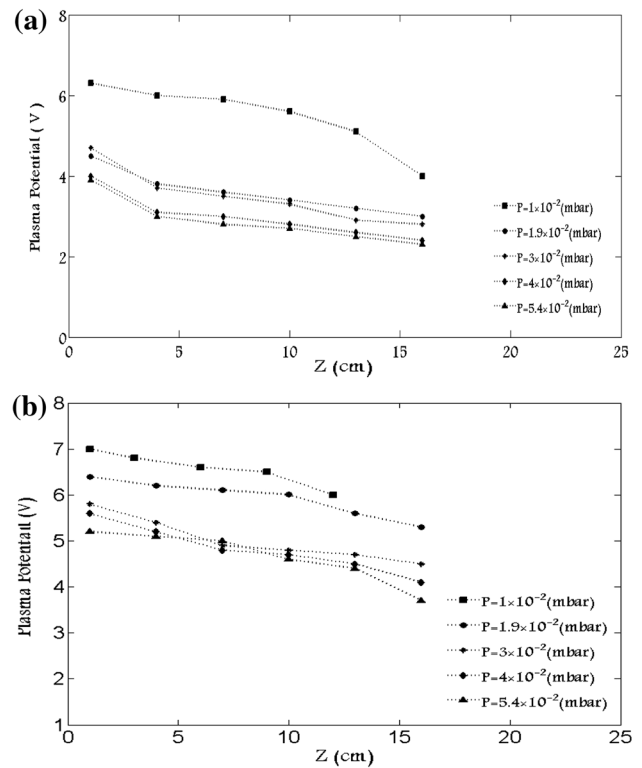 (a)
8
6
4
2
0
Plasma Potential ( V )
0 5 10 15 20 25
Z (cm)
P=1×10⁻²(mbar)
P=1.9×10⁻²(mbar)
P=3×10⁻²(mbar)
P=4×10⁻²(mbar)
P=5.4×10⁻²(mbar)
(b)
8
7
6
5
4
3
2
1
Plasma Potentail (V)
0 5 10 15 20 25
Z (cm)
P=1×10⁻²(mbar)
P=1.9×10⁻²(mbar)
P=3×10⁻²(mbar)
P=4×10⁻²(mbar)
P=5.4×10⁻²(mbar)